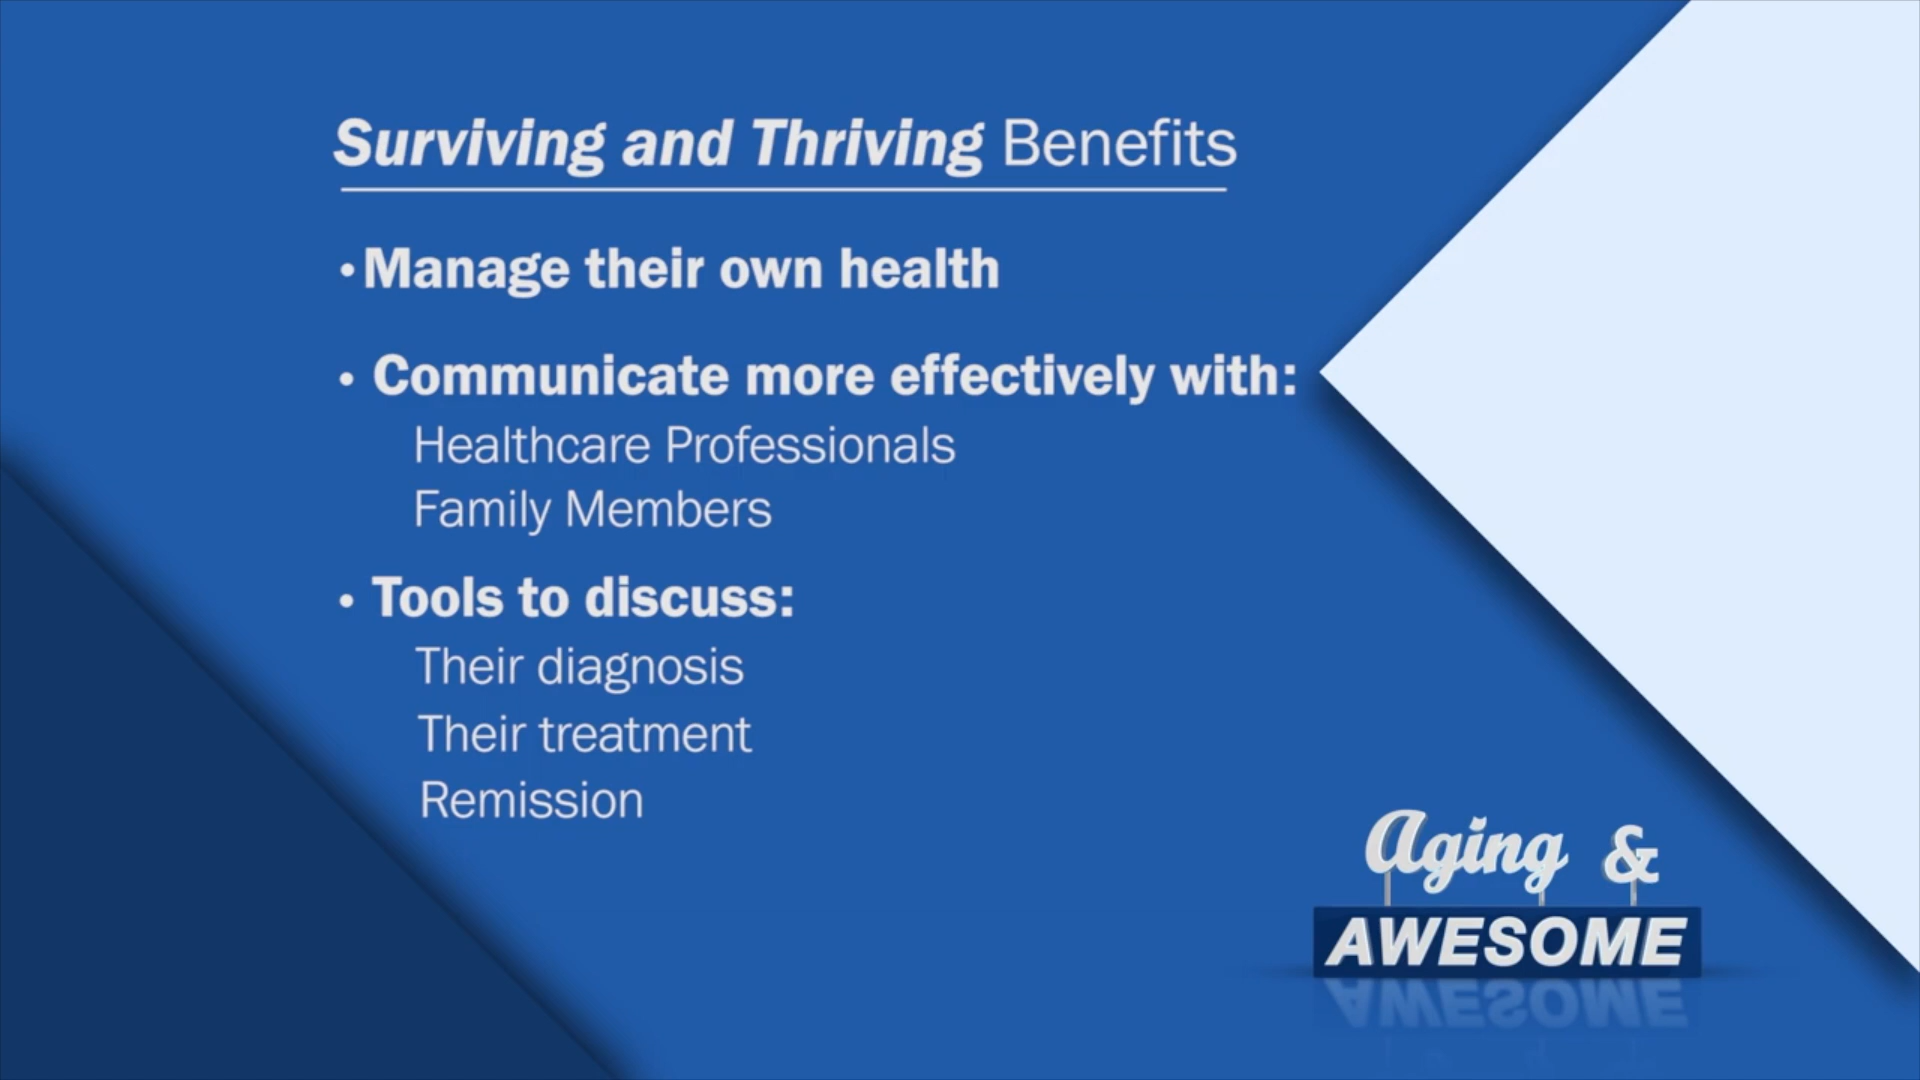 Surviving and Thriving Benefits
•Manage their own health
• Communicate more effectively with:
Healthcare Professionals
Family Members
• Tools to discuss:
Their diagnosis
Their treatment
Remission
Aging &
AWESOME